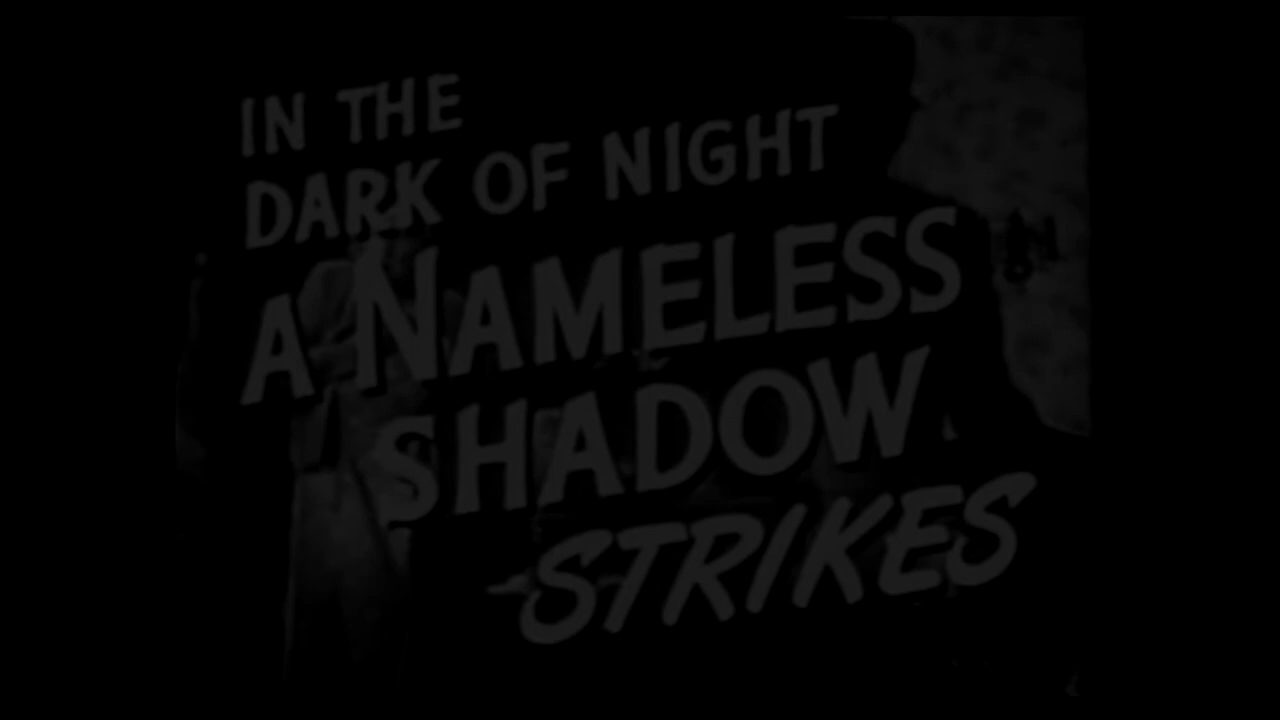 IN THE
DARK OF NIGHT
A NAMELESS
SHADOW
STRIKES